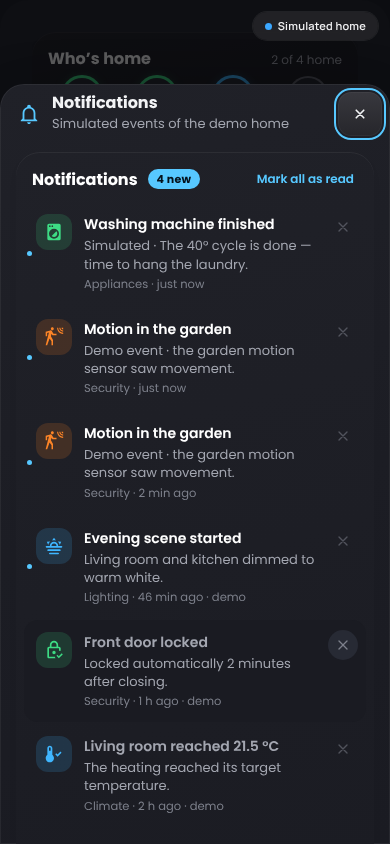 Simulated home
Who's home
2 of 4 home
Notifications
Simulated events of the demo home
Notifications
4 new
Mark all as read
Washing machine finished
Simulated · The 40° cycle is done —
time to hang the laundry.
Appliances · just now
Motion in the garden
Demo event · the garden motion
sensor saw movement.
Security · just now
Motion in the garden
Demo event · the garden motion
sensor saw movement.
Security · 2 min ago
Evening scene started
Living room and kitchen dimmed to
warm white.
Lighting · 46 min ago · demo
Front door locked
Locked automatically 2 minutes
after closing.
Security · 1 h ago · demo
Living room reached 21.5 °C
The heating reached its target
temperature.
Climate · 2 h ago · demo